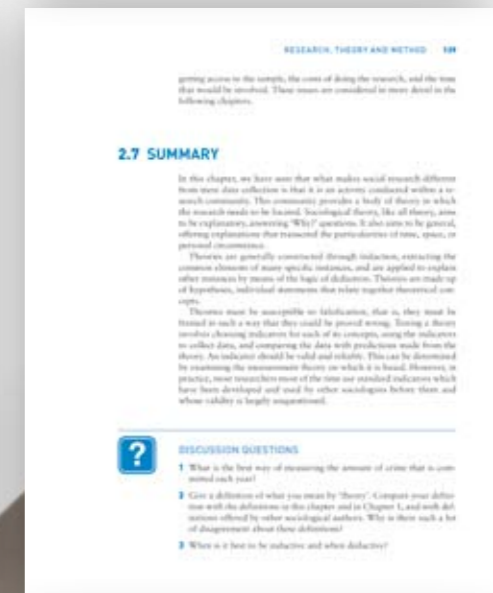 RESEARCH, THEORY AND METHOD
getting access to the sample, the costs of doing the research, and the time
that would be involved. These issues are considered in more detail in the
following chapters.
2.7 SUMMARY
In this chapter, we have seen that what makes social research different
from mere data collection is that it is an activity conducted within a re-
search community. This community provides a body of theory in which
the research needs to be located. Sociological theory, like all theory, aims
to be explanatory, answering 'Why?' questions. It also aims to be general,
offering explanations that transcend the particularities of time, space, or
personal circumstance.
Theories are generally constructed through induction, extracting the
common elements of many specific instances, and are applied to explain
other instances by means of the logic of deduction. Theories are made up
of hypotheses, individual statements that relate together theoretical con-
cepts.
Theories must be susceptible to falsification, that is, they must be
framed in such a way that they could be proved wrong. Testing a theory
involves choosing indicators for each of its concepts, using the indicators
to collect data, and comparing the data with predictions made from the
theory. An indicator should be valid and reliable. This can be determined
by examining the measurement theory on which it is based. However, in
practice, most researchers most of the time use standard indicators which
have been developed and used by other sociologists before them and
whose validity is largely unquestioned.
?
DISCUSSION QUESTIONS
1 What is the best way of measuring the amount of crime that is com-
mitted each year?
2 Give a definition of what you mean by 'theory'. Compare your defini-
tion with the definitions in this chapter and in Chapter 1, and with def-
initions offered by other sociological authors. Why is there such a lot
of disagreement about these definitions?
3 When is it best to be inductive and when deductive?